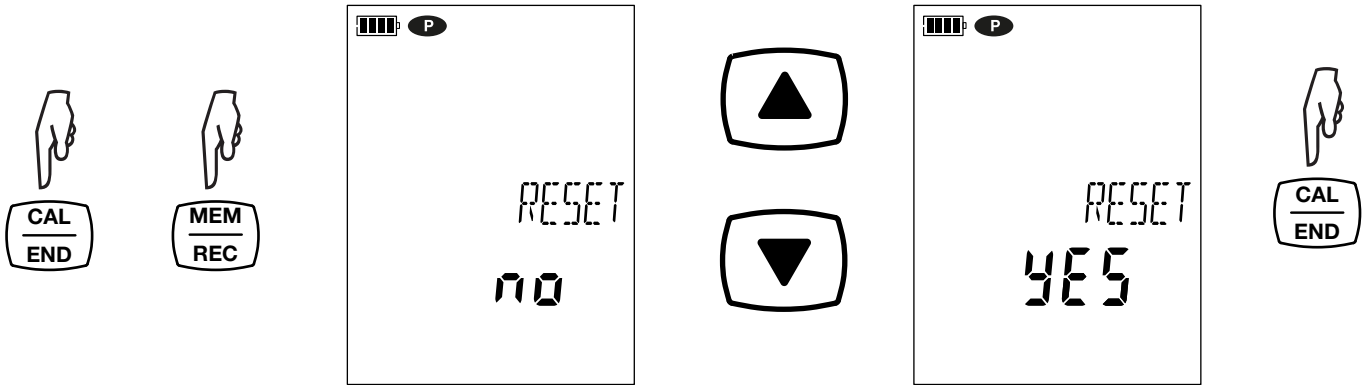 CAL
END
MEM
REC
P
RESET
no
P
RESET
YES
CAL
END